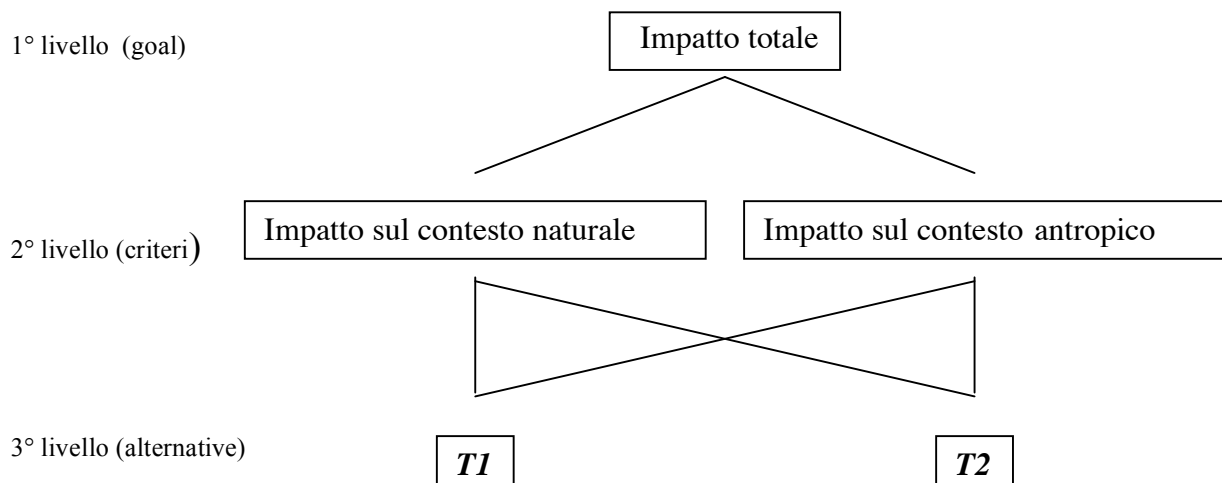 1° livello (goal)
Impatto totale
2° livello (criteri)
Impatto sul contesto naturale
Impatto sul contesto antropico
3° livello (alternative)
T1
T2